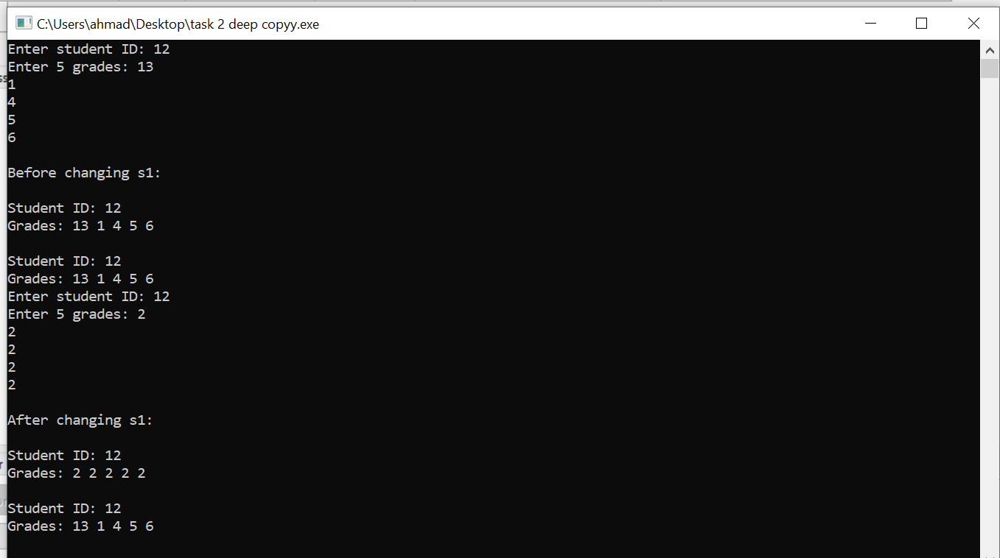 C:\Users\ahmad\Desktop\task 2 deep copyy.exe
Enter student ID: 12
Enter 5 grades: 13
1
4
5
6
Before changing s1:
Student ID: 12
Grades: 13 1 4 5 6
Student ID: 12
Grades: 13 1 4 5 6
Enter student ID: 12
Enter 5 grades: 2
2
2
2
2
After changing s1:
Student ID: 12
Grades: 2 2 2 2 2
Student ID: 12
Grades: 13 1 4 5 6